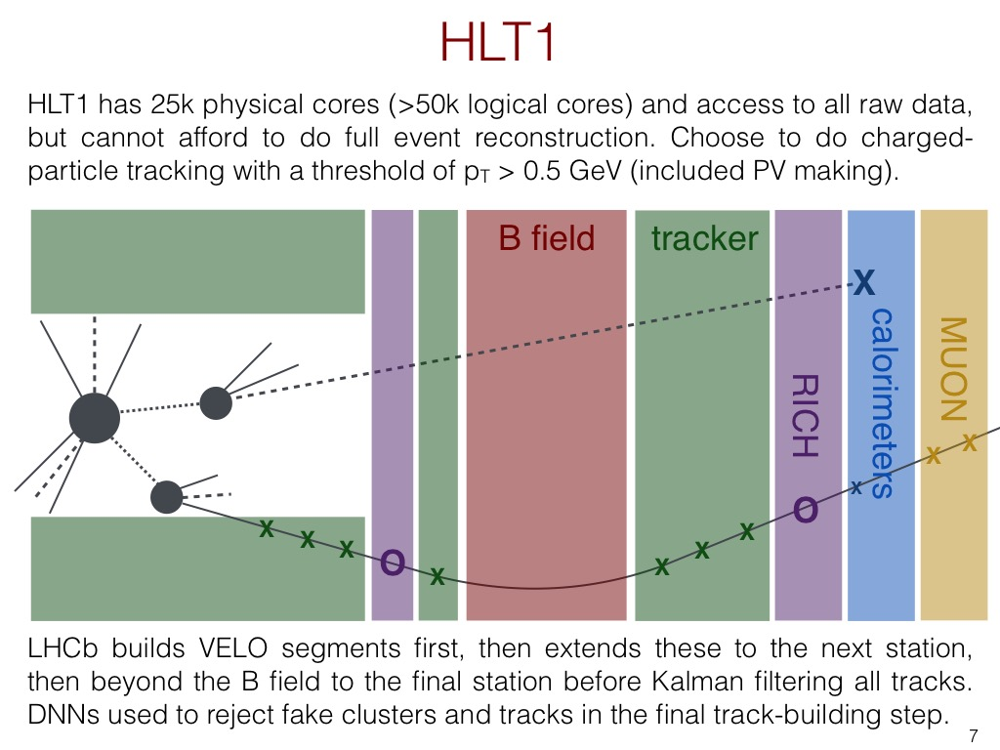 HLT1
HLT1 has 25k physical cores (>50k logical cores) and access to all raw data,
but cannot afford to do full event reconstruction. Choose to do charged-
particle tracking with a threshold of pT > 0.5 GeV (included PV making).
B field
tracker
RICH
calorimeters
MUON
X
X
X
X
O
X
X
X
X
O
X
X
X
LHCb builds VELO segments first, then extends these to the next station,
then beyond the B field to the final station before Kalman filtering all tracks.
DNNs used to reject fake clusters and tracks in the final track-building step.
7